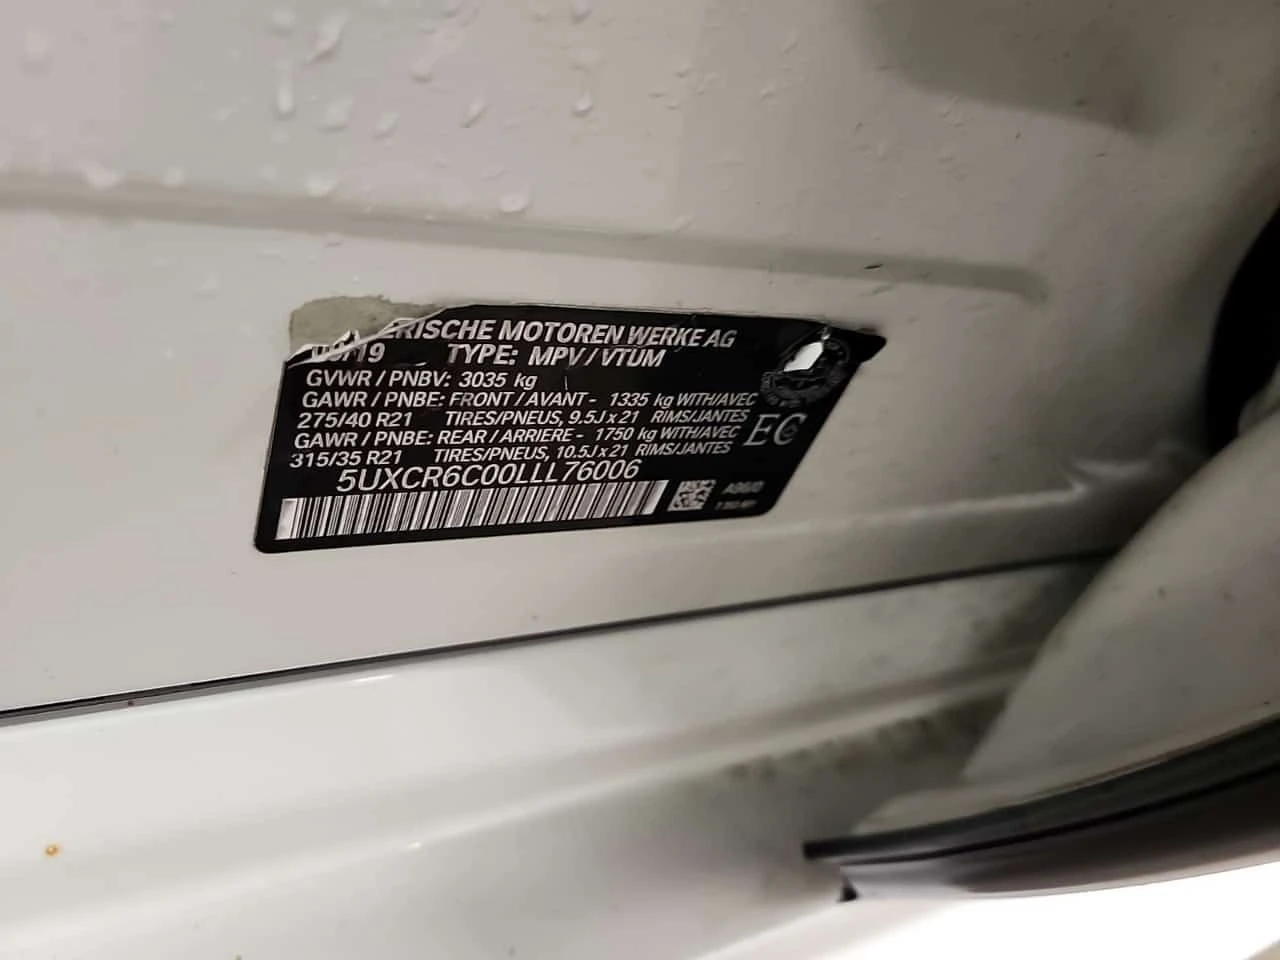 ERISCHE MOTOREN WERKE AG
/19 TYPE: MPV / VTUM
GVWR / PNBV: 3035 kg
GAWR / PNBE: FRONT / AVANT - 1335 kg WITH/AVEC
275/40 R21 TIRES/PNEUS, 9.5J x 21 RIMS/JANTES
GAWR / PNBE: REAR / ARRIERE - 1750 kg WITH/AVEC
315/35 R21 TIRES/PNEUS, 10.5J x 21 RIMS/JANTES
EC
5UXCR6C00LLL76006